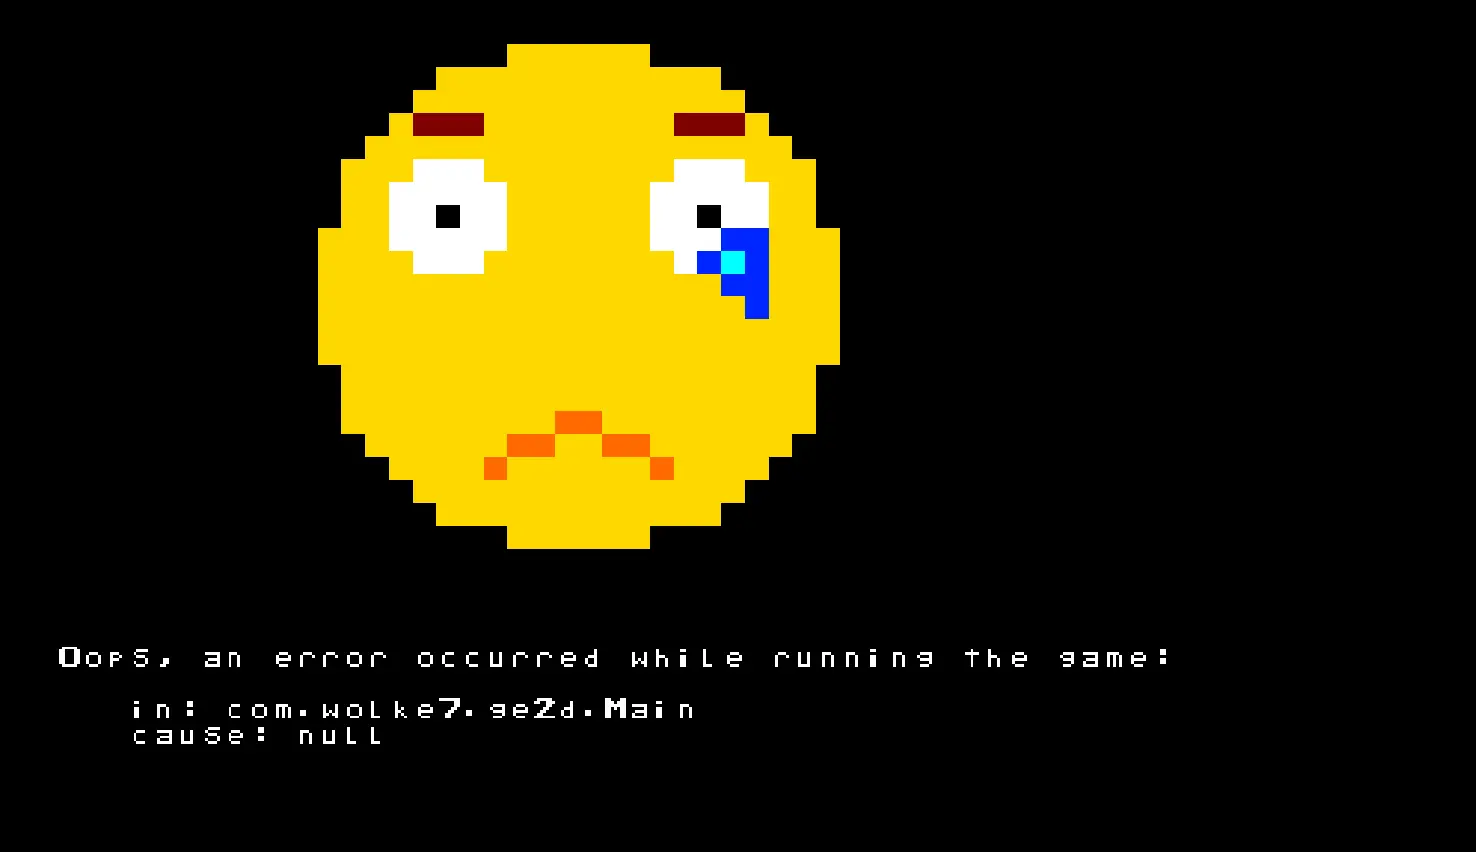 Oops, an error occurred while running the game:
in: com.wolke7.ge2d.Main
cause: null